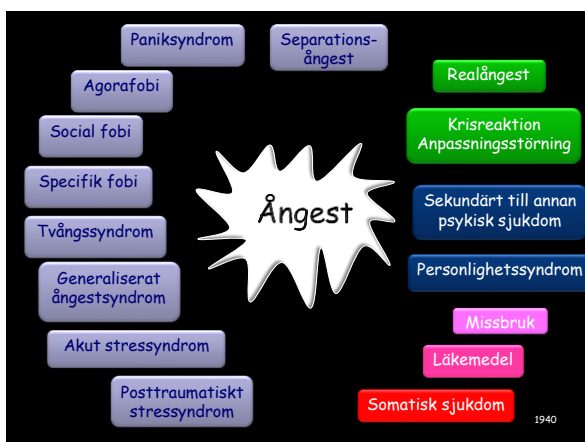 Paniksyndrom
Separations-
ångest
Agorafobi
Realångest
Social fobi
Krisreaktion
Anpassningsstörning
Specifik fobi
Sekundärt till annan
psykisk sjukdom
Ångest
Tvångssyndrom
Generaliserat
ångestsyndrom
Personlighetssyndrom
Missbruk
Akut stressyndrom
Läkemedel
Posttraumatiskt
stressyndrom
Somatisk sjukdom
1940